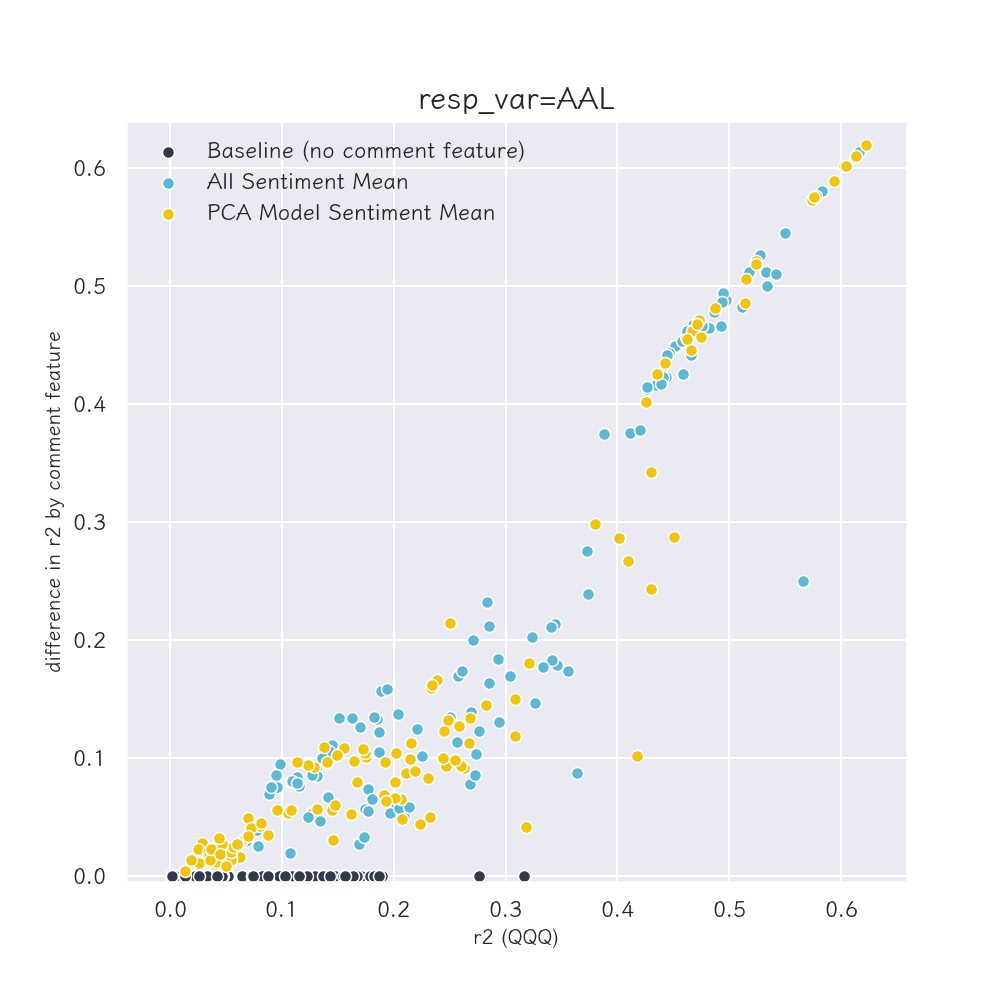 resp_var=AAL
Baseline (no comment feature)
All Sentiment Mean
PCA Model Sentiment Mean
difference in r2 by comment feature
0.6
0.5
0.4
0.3
0.2
0.1
0.0
0.0 0.1 0.2 0.3 0.4 0.5 0.6
r2 (QQQ)